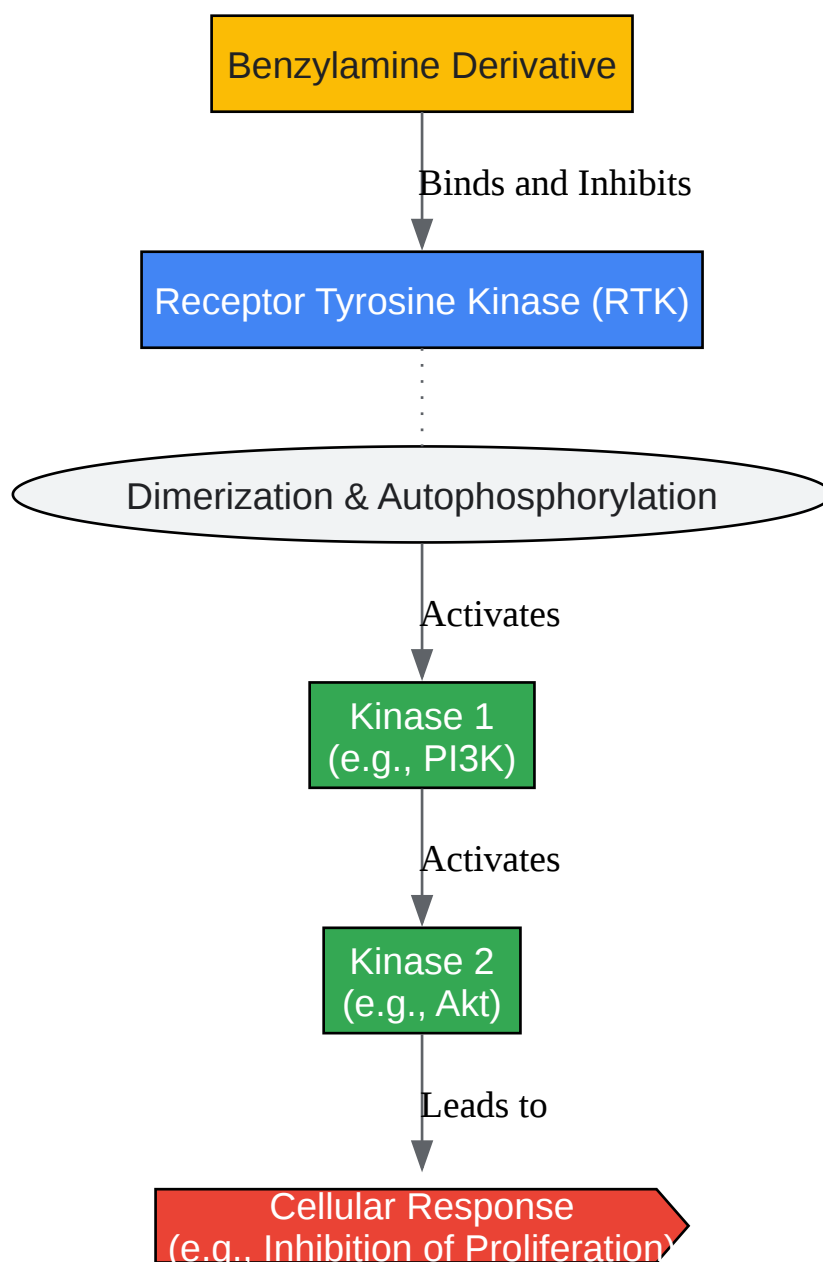 Benzylamine Derivative
Binds and Inhibits
Receptor Tyrosine Kinase (RTK)
Dimerization & Autophosphorylation
Activates
Kinase 1
(e.g., PI3K)
Activates
Kinase 2
(e.g., Akt)
Leads to
Cellular Response
(e.g., Inhibition of Proliferation)